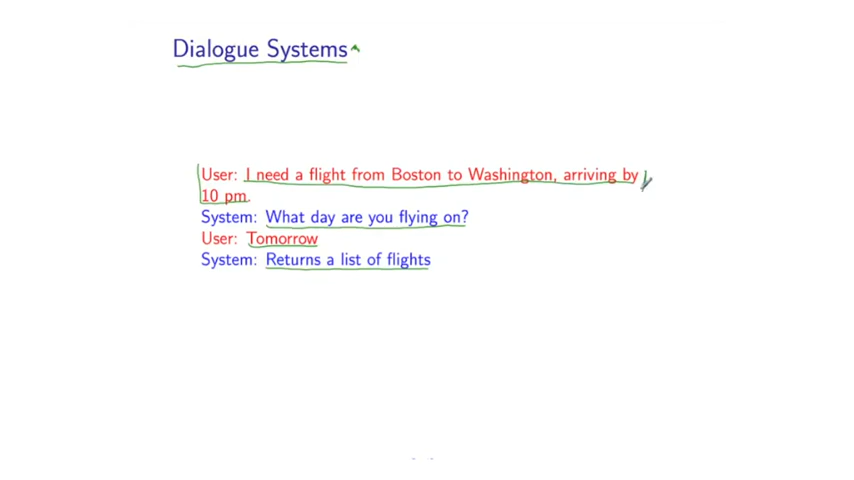 Dialogue Systems
User: I need a flight from Boston to Washington, arriving by
10 pm.
System: What day are you flying on?
User: Tomorrow
System: Returns a list of flights